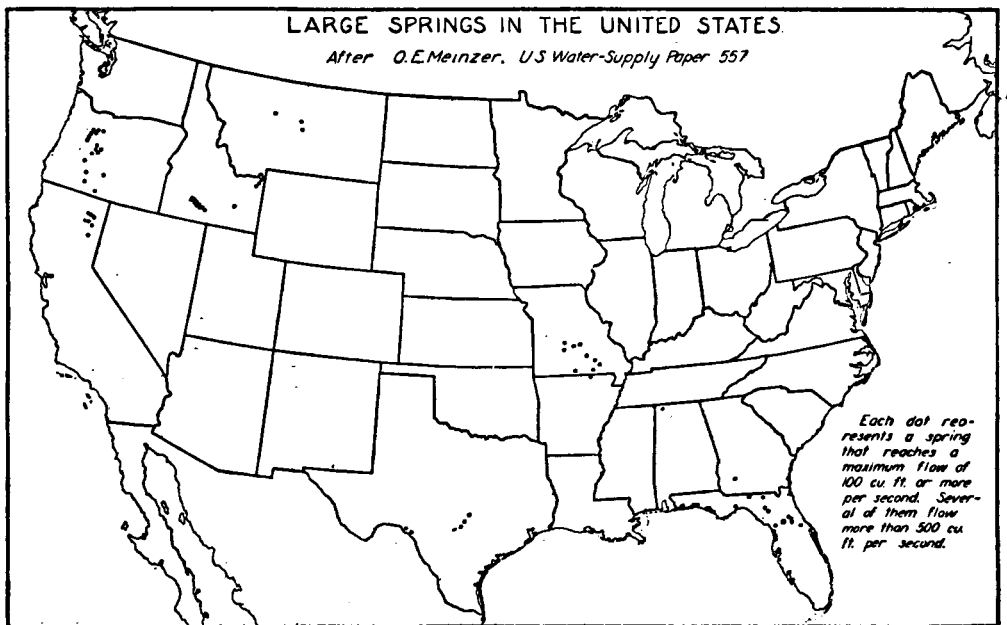 LARGE SPRINGS IN THE UNITED STATES
After O.E.Meinzer, US Water-Supply Paper 557
Each dot rep-
resents a spring
that reaches a
maximum flow of
100 cu. ft. or more
per second. Sever-
al of them flow
more than 500 cu.
ft. per second.